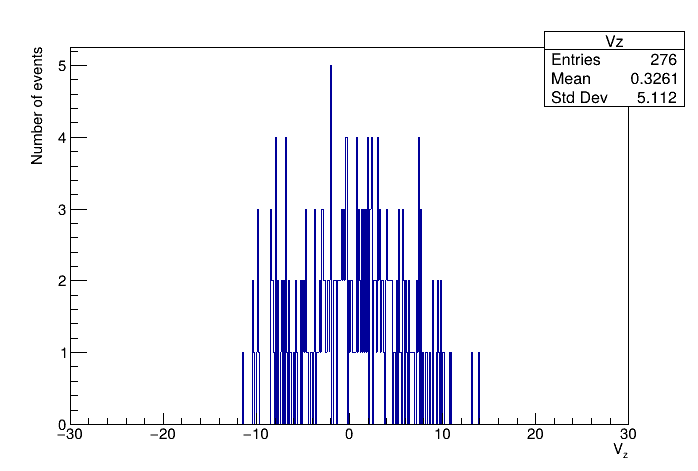 Vz
Entries 276
Mean 0.3261
Std Dev 5.112
Number of events
5
4
3
2
1
0
−30 −20 −10 0 10 20 30
Vz